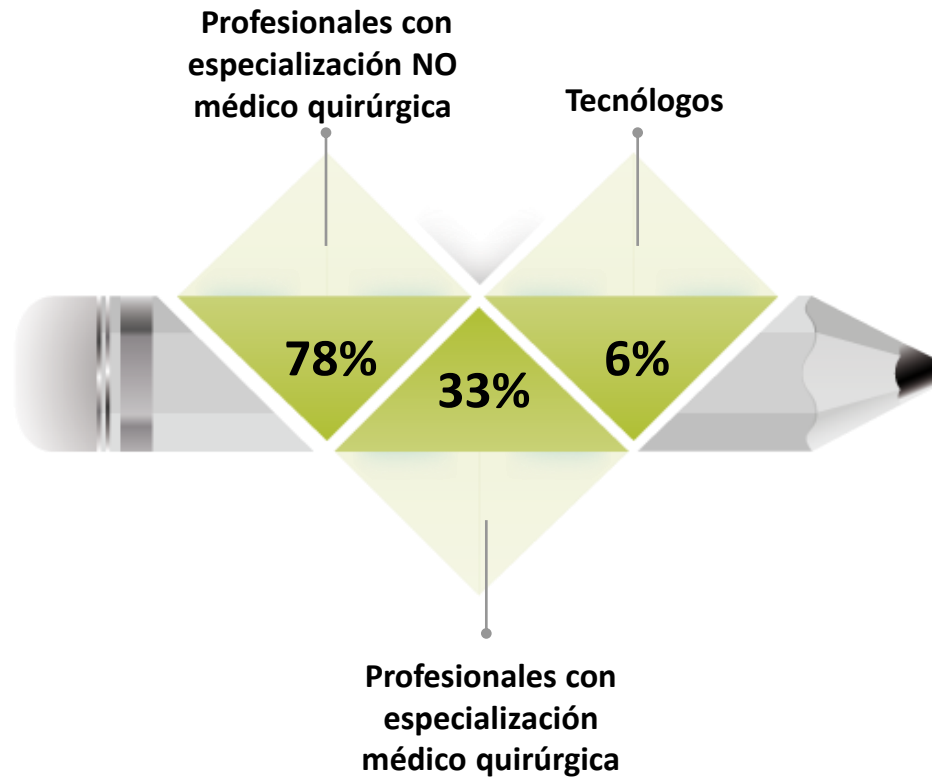 Profesionales con
especialización NO
médico quirúrgica
Tecnólogos
78%
33%
6%
Profesionales con
especialización
médico quirúrgica